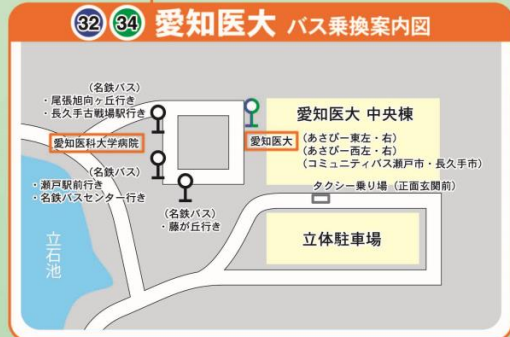 32 34 愛知医大 バス乗換案内図
(名鉄バス)
・尾張旭向ヶ丘行き
・長久手古戦場駅行き
愛知医科大学病院
(名鉄バス)
・瀬戸駅前行き
・名鉄バスセンター行き
(名鉄バス)
・藤が丘行き
愛知医大
愛知医大 中央棟
(あさぴー東左・右)
(あさぴー西左・右)
(コミュニティバス瀬戸市・長久手市)
タクシー乗り場(正面玄関前)
立体駐車場
立石池